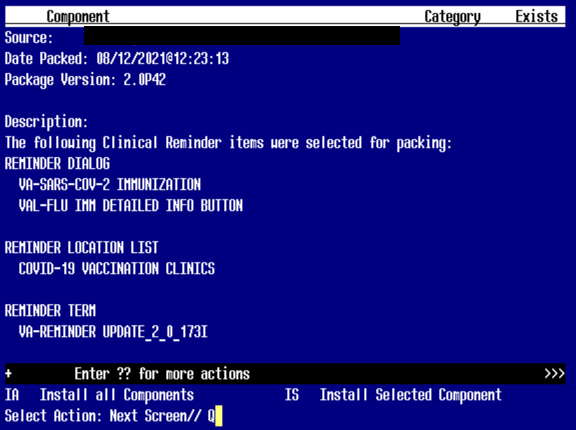 Component Category Exists
Source:
Date Packed: 08/12/2021@12:23:13
Package Version: 2.0P42
Description:
The following Clinical Reminder items were selected for packing:
REMINDER DIALOG
VA-SARS-COV-2 IMMUNIZATION
VAL-FLU IMM DETAILED INFO BUTTON
REMINDER LOCATION LIST
COVID-19 VACCINATION CLINICS
REMINDER TERM
VA-REMINDER UPDATE_2_0_173I
+ Enter ?? for more actions >>>
IA Install all Components IS Install Selected Component
Select Action: Next Screen// Q